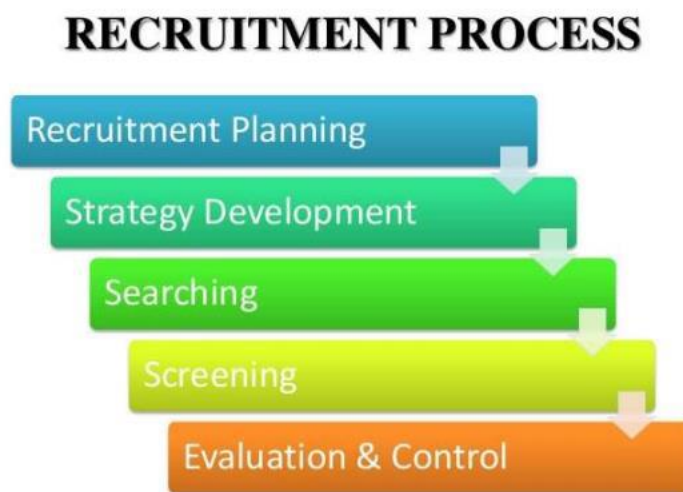 RECRUITMENT PROCESS
Recruitment Planning
Strategy Development
Searching
Screening
Evaluation & Control